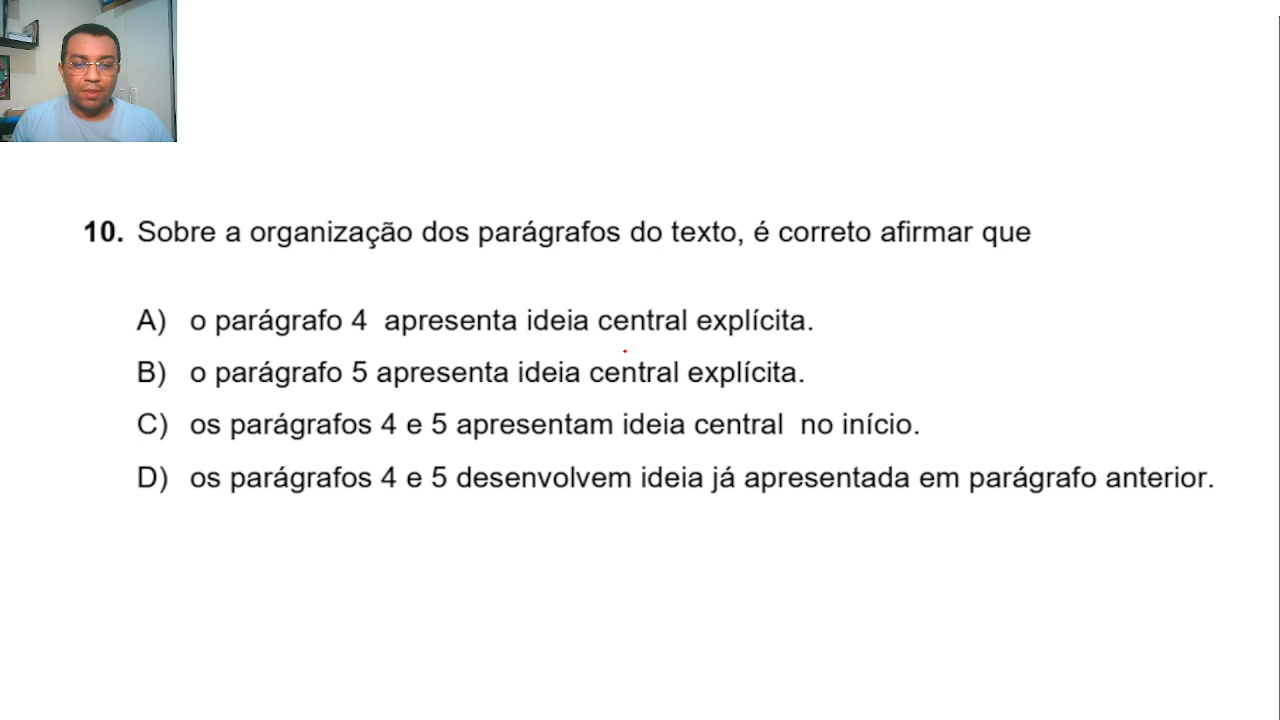 10. Sobre a organização dos parágrafos do texto, é correto afirmar que
A) o parágrafo 4 apresenta ideia central explícita.
B) o parágrafo 5 apresenta ideia central explícita.
C) os parágrafos 4 e 5 apresentam ideia central no início.
D) os parágrafos 4 e 5 desenvolvem ideia já apresentada em parágrafo anterior.